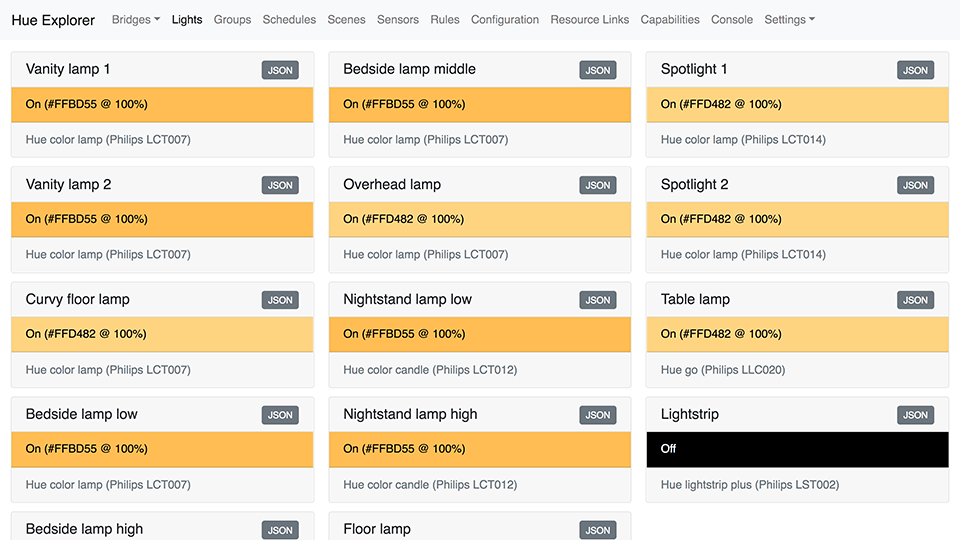 Hue Explorer Bridges Lights Groups Schedules Scenes Sensors Rules Configuration Resource Links Capabilities Console Settings
Vanity lamp 1 JSON
On (#FFBD55 @ 100%)
Hue color lamp (Philips LCT007)
Vanity lamp 2 JSON
On (#FFBD55 @ 100%)
Hue color lamp (Philips LCT007)
Curvy floor lamp JSON
On (#FFD482 @ 100%)
Hue color lamp (Philips LCT007)
Bedside lamp low JSON
On (#FFBD55 @ 100%)
Hue color lamp (Philips LCT007)
Bedside lamp high JSON
Bedside lamp middle JSON
On (#FFBD55 @ 100%)
Hue color lamp (Philips LCT007)
Overhead lamp JSON
On (#FFD482 @ 100%)
Hue color lamp (Philips LCT007)
Nightstand lamp low JSON
On (#FFBD55 @ 100%)
Hue color candle (Philips LCT012)
Nightstand lamp high JSON
On (#FFBD55 @ 100%)
Hue color candle (Philips LCT012)
Floor lamp JSON
Spotlight 1 JSON
On (#FFD482 @ 100%)
Hue color lamp (Philips LCT014)
Spotlight 2 JSON
On (#FFD482 @ 100%)
Hue color lamp (Philips LCT014)
Table lamp JSON
On (#FFD482 @ 100%)
Hue go (Philips LLC020)
Lightstrip JSON
Off
Hue lightstrip plus (Philips LST002)